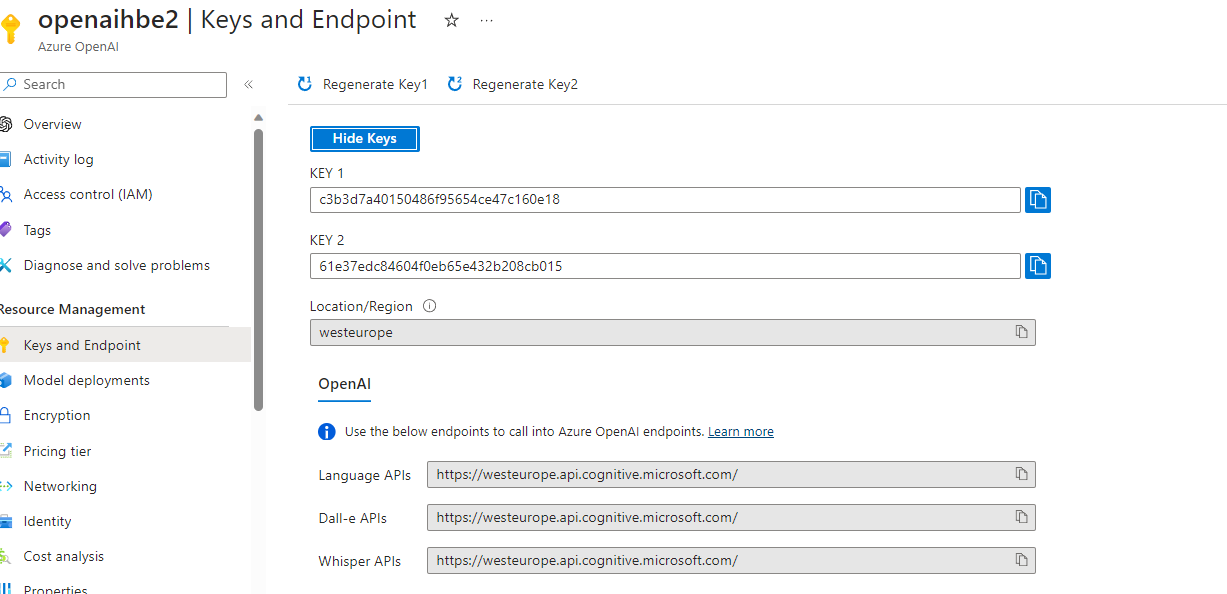 openaihbe2 | Keys and Endpoint
Azure OpenAI
Search
Regenerate Key1
Regenerate Key2
Overview
Activity log
Access control (IAM)
Tags
Diagnose and solve problems
Resource Management
Keys and Endpoint
Model deployments
Encryption
Pricing tier
Networking
Identity
Cost analysis
Properties
Hide Keys
KEY 1
c3b3d7a40150486f95654ce47c160e18
KEY 2
61e37edc84604f0eb65e432b208cb015
Location/Region
westeurope
OpenAI
Use the below endpoints to call into Azure OpenAI endpoints. Learn more
Language APIs https://westeurope.api.cognitive.microsoft.com/
Dall-e APIs https://westeurope.api.cognitive.microsoft.com/
Whisper APIs https://westeurope.api.cognitive.microsoft.com/